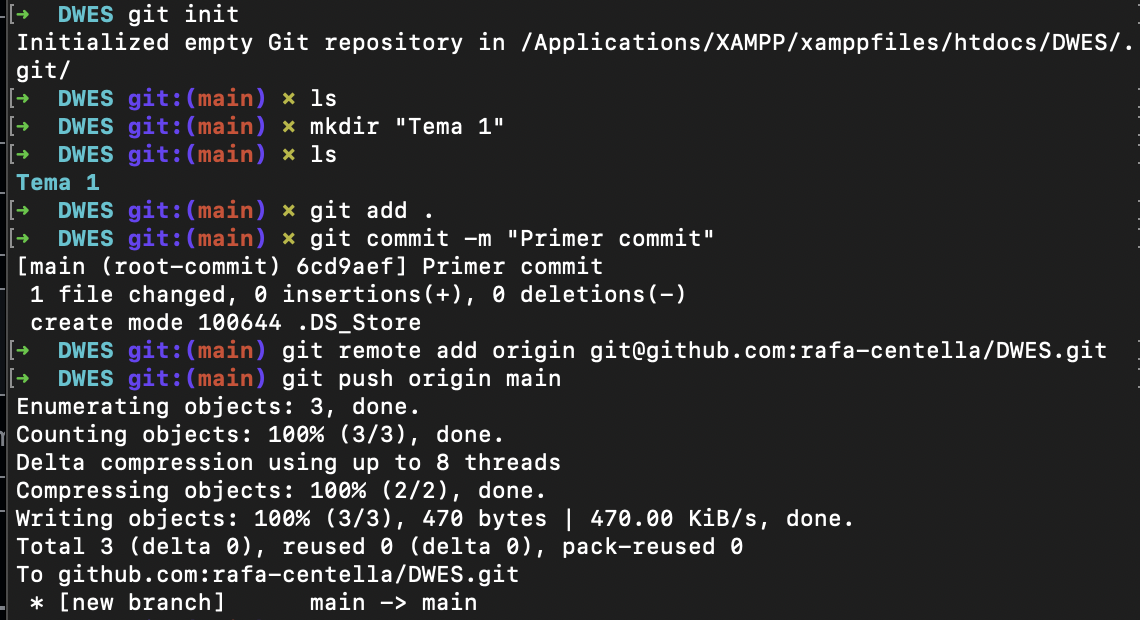 [➜  DWES git init
Initialized empty Git repository in /Applications/XAMPP/xamppfiles/htdocs/DWES/.
git/
[➜  DWES git:(main) × ls
[➜  DWES git:(main) × mkdir "Tema 1"
[➜  DWES git:(main) × ls
Tema 1
[➜  DWES git:(main) × git add .
[➜  DWES git:(main) × git commit -m "Primer commit"
[main (root-commit) 6cd9aef] Primer commit
 1 file changed, 0 insertions(+), 0 deletions(-)
 create mode 100644 .DS_Store
[➜  DWES git:(main) git remote add origin git@github.com:rafa-centella/DWES.git
[➜  DWES git:(main) git push origin main
Enumerating objects: 3, done.
Counting objects: 100% (3/3), done.
Delta compression using up to 8 threads
Compressing objects: 100% (2/2), done.
Writing objects: 100% (3/3), 470 bytes | 470.00 KiB/s, done.
Total 3 (delta 0), reused 0 (delta 0), pack-reused 0
To github.com:rafa-centella/DWES.git
 * [new branch]      main -> main